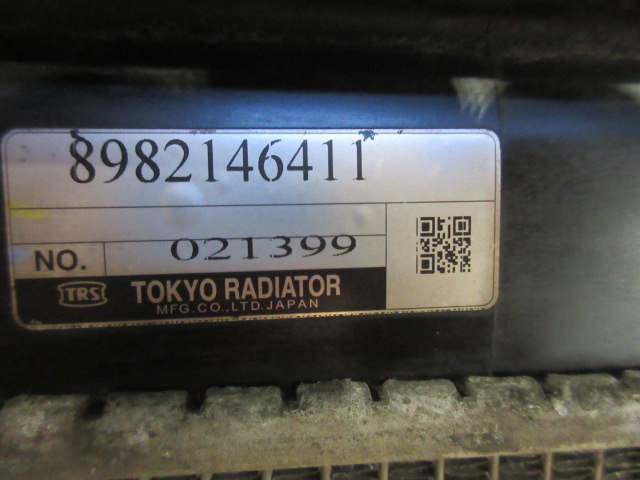 8982146411
NO. 021399
TRS TOKYO RADIATOR
MFG.CO.,LTD.JAPAN